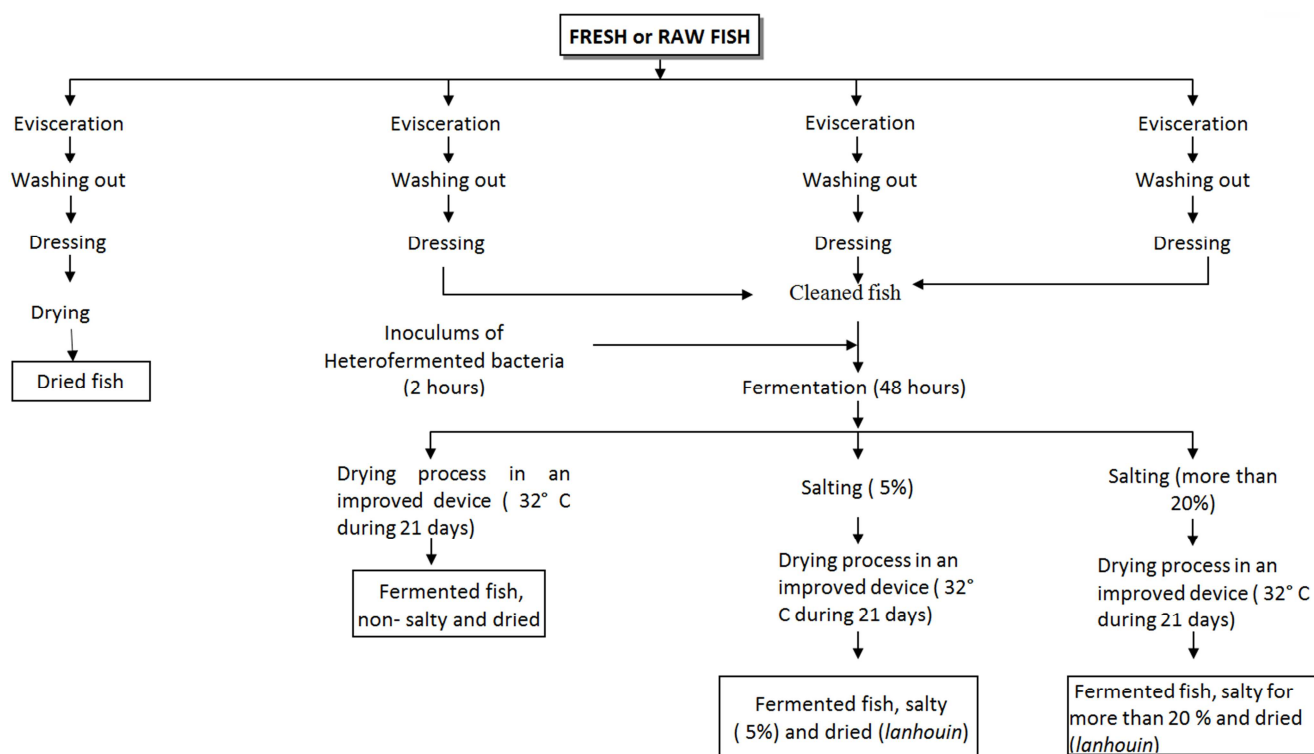 FRESH or RAW FISH
Evisceration
Evisceration
Evisceration
Evisceration
Washing out
Washing out
Washing out
Washing out
Dressing
Dressing
Dressing
Dressing
Cleaned fish
Drying
Inoculums of
Heterofermented bacteria
(2 hours)
Dried fish
Fermentation (48 hours)
Drying process in an
improved device ( 32° C
during 21 days)
Salting ( 5%)
Salting (more than
20%)
Drying process in an
improved device ( 32°
C during 21 days)
Drying process in an
improved device ( 32° C
during 21 days)
Fermented fish,
non- salty and dried
Fermented fish, salty
( 5%) and dried (lanhouin)
Fermented fish, salty for
more than 20 % and dried
(lanhouin)